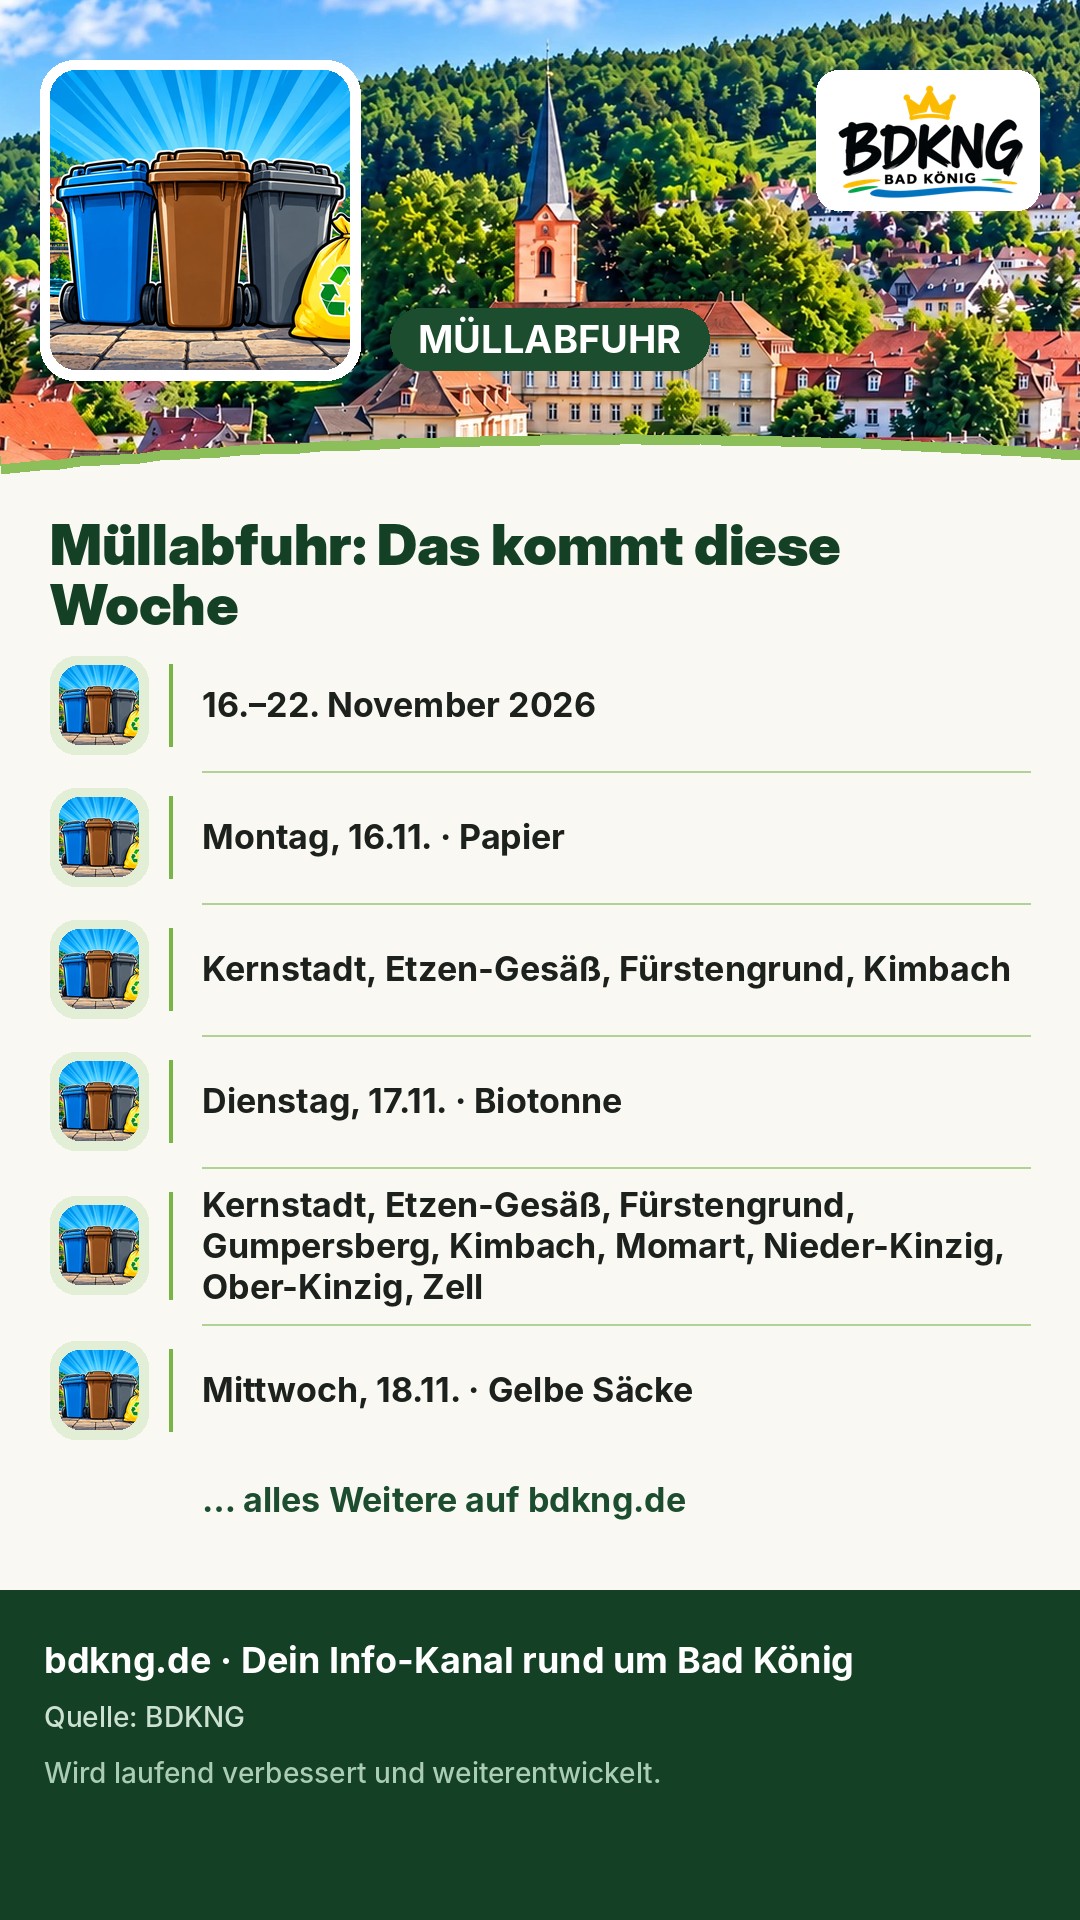 BDKNG
BAD KÖNIG
MÜLLABFUHR
Müllabfuhr: Das kommt diese
Woche
16.–22. November 2026
Montag, 16.11. · Papier
Kernstadt, Etzen-Gesäß, Fürstengrund, Kimbach
Dienstag, 17.11. · Biotonne
Kernstadt, Etzen-Gesäß, Fürstengrund,
Gumpersberg, Kimbach, Momart, Nieder-Kinzig,
Ober-Kinzig, Zell
Mittwoch, 18.11. · Gelbe Säcke
... alles Weitere auf bdkng.de
bdkng.de · Dein Info-Kanal rund um Bad König
Quelle: BDKNG
Wird laufend verbessert und weiterentwickelt.